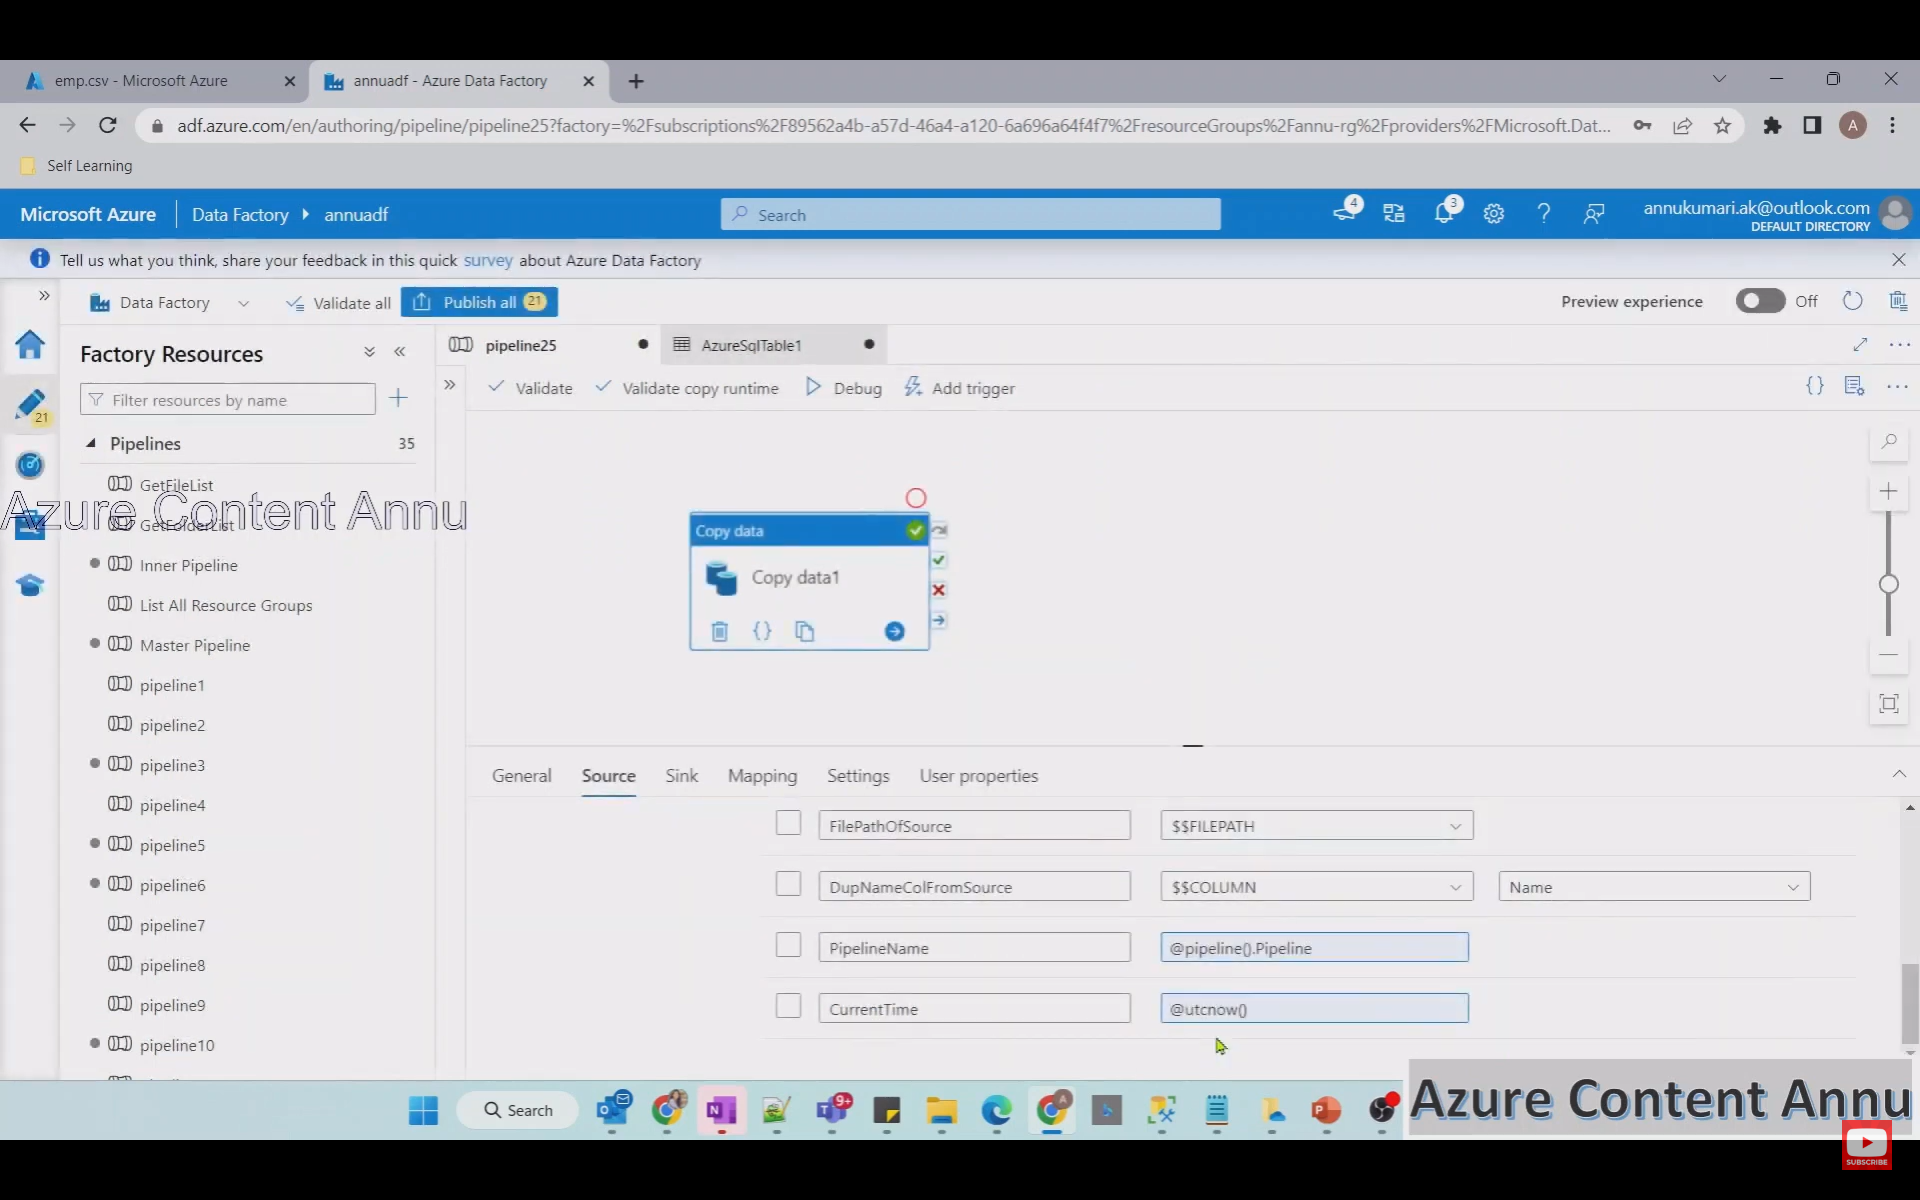 emp.csv - Microsoft Azure
annuadf - Azure Data Factory
adf.azure.com/en/authoring/pipeline/pipeline25?factory=%2Fsubscriptions%2F89562a4b-a57d-46a4-a120-6a696a64f4f7%2FresourceGroups%2Fannu-rg%2Fproviders%2FMicrosoft.Dat...
A
Self Learning
Microsoft Azure
Data Factory
annuadf
Search
4
3
annukumari.ak@outlook.com
DEFAULT DIRECTORY
Tell us what you think, share your feedback in this quick survey about Azure Data Factory
Data Factory
Validate all
Publish all 21
Preview experience
Off
Factory Resources
pipeline25
AzureSqlTable1
Filter resources by name
Validate
Validate copy runtime
Debug
Add trigger
21
Pipelines 35
GetFileList
Azure Content Annu
GetFolderList
Inner Pipeline
List All Resource Groups
Master Pipeline
pipeline1
pipeline2
pipeline3
pipeline4
pipeline5
pipeline6
pipeline7
pipeline8
pipeline9
pipeline10
Copy data
Copy data1
General
Source
Sink
Mapping
Settings
User properties
FilePathOfSource
$$FILEPATH
DupNameColFromSource
$$COLUMN
Name
PipelineName
@pipeline().Pipeline
CurrentTime
@utcnow()
Search
9+
Azure Content Annu
SUBSCRIBE